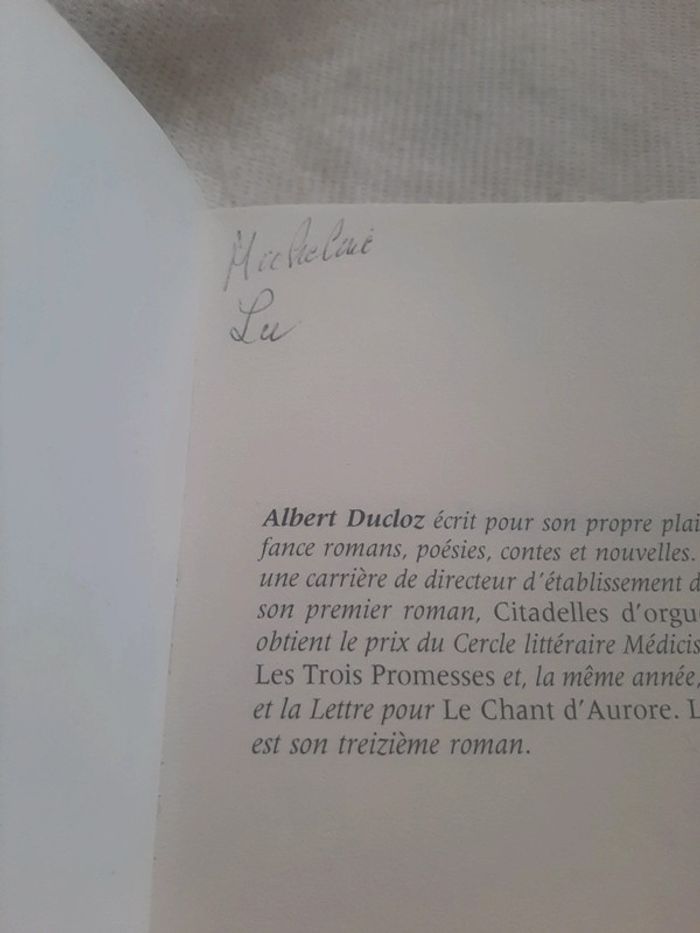 Micheline
Lu
Albert Ducloz écrit pour son propre plai
fance romans, poésies, contes et nouvelles.
une carrière de directeur d'établissement d
son premier roman, Citadelles d'orgu
obtient le prix du Cercle littéraire Médicis
Les Trois Promesses et, la même année,
et la Lettre pour Le Chant d'Aurore. L
est son treizième roman.